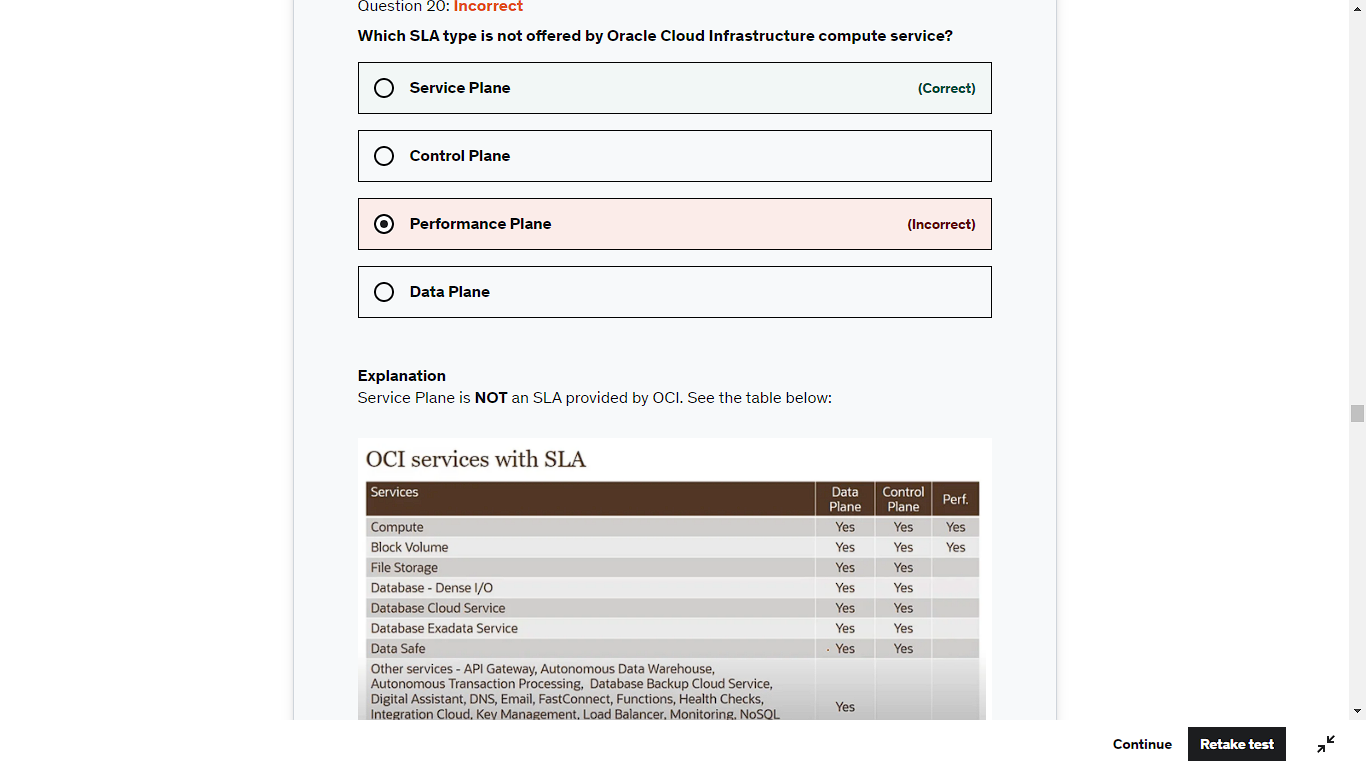 Question 20: Incorrect
Which SLA type is not offered by Oracle Cloud Infrastructure compute service?
Service Plane (Correct)
Control Plane
Performance Plane (Incorrect)
Data Plane
Explanation
Service Plane is NOT an SLA provided by OCI. See the table below:
OCI services with SLA
Services Data Plane Control Plane Perf.
Compute Yes Yes Yes
Block Volume Yes Yes Yes
File Storage Yes Yes
Database - Dense I/O Yes Yes
Database Cloud Service Yes Yes
Database Exadata Service Yes Yes
Data Safe Yes Yes
Other services - API Gateway, Autonomous Data Warehouse,
Autonomous Transaction Processing, Database Backup Cloud Service,
Digital Assistant, DNS, Email, FastConnect, Functions, Health Checks,
Integration Cloud, Key Management, Load Balancer, Monitoring, NoSQL
Yes
Continue Retake test